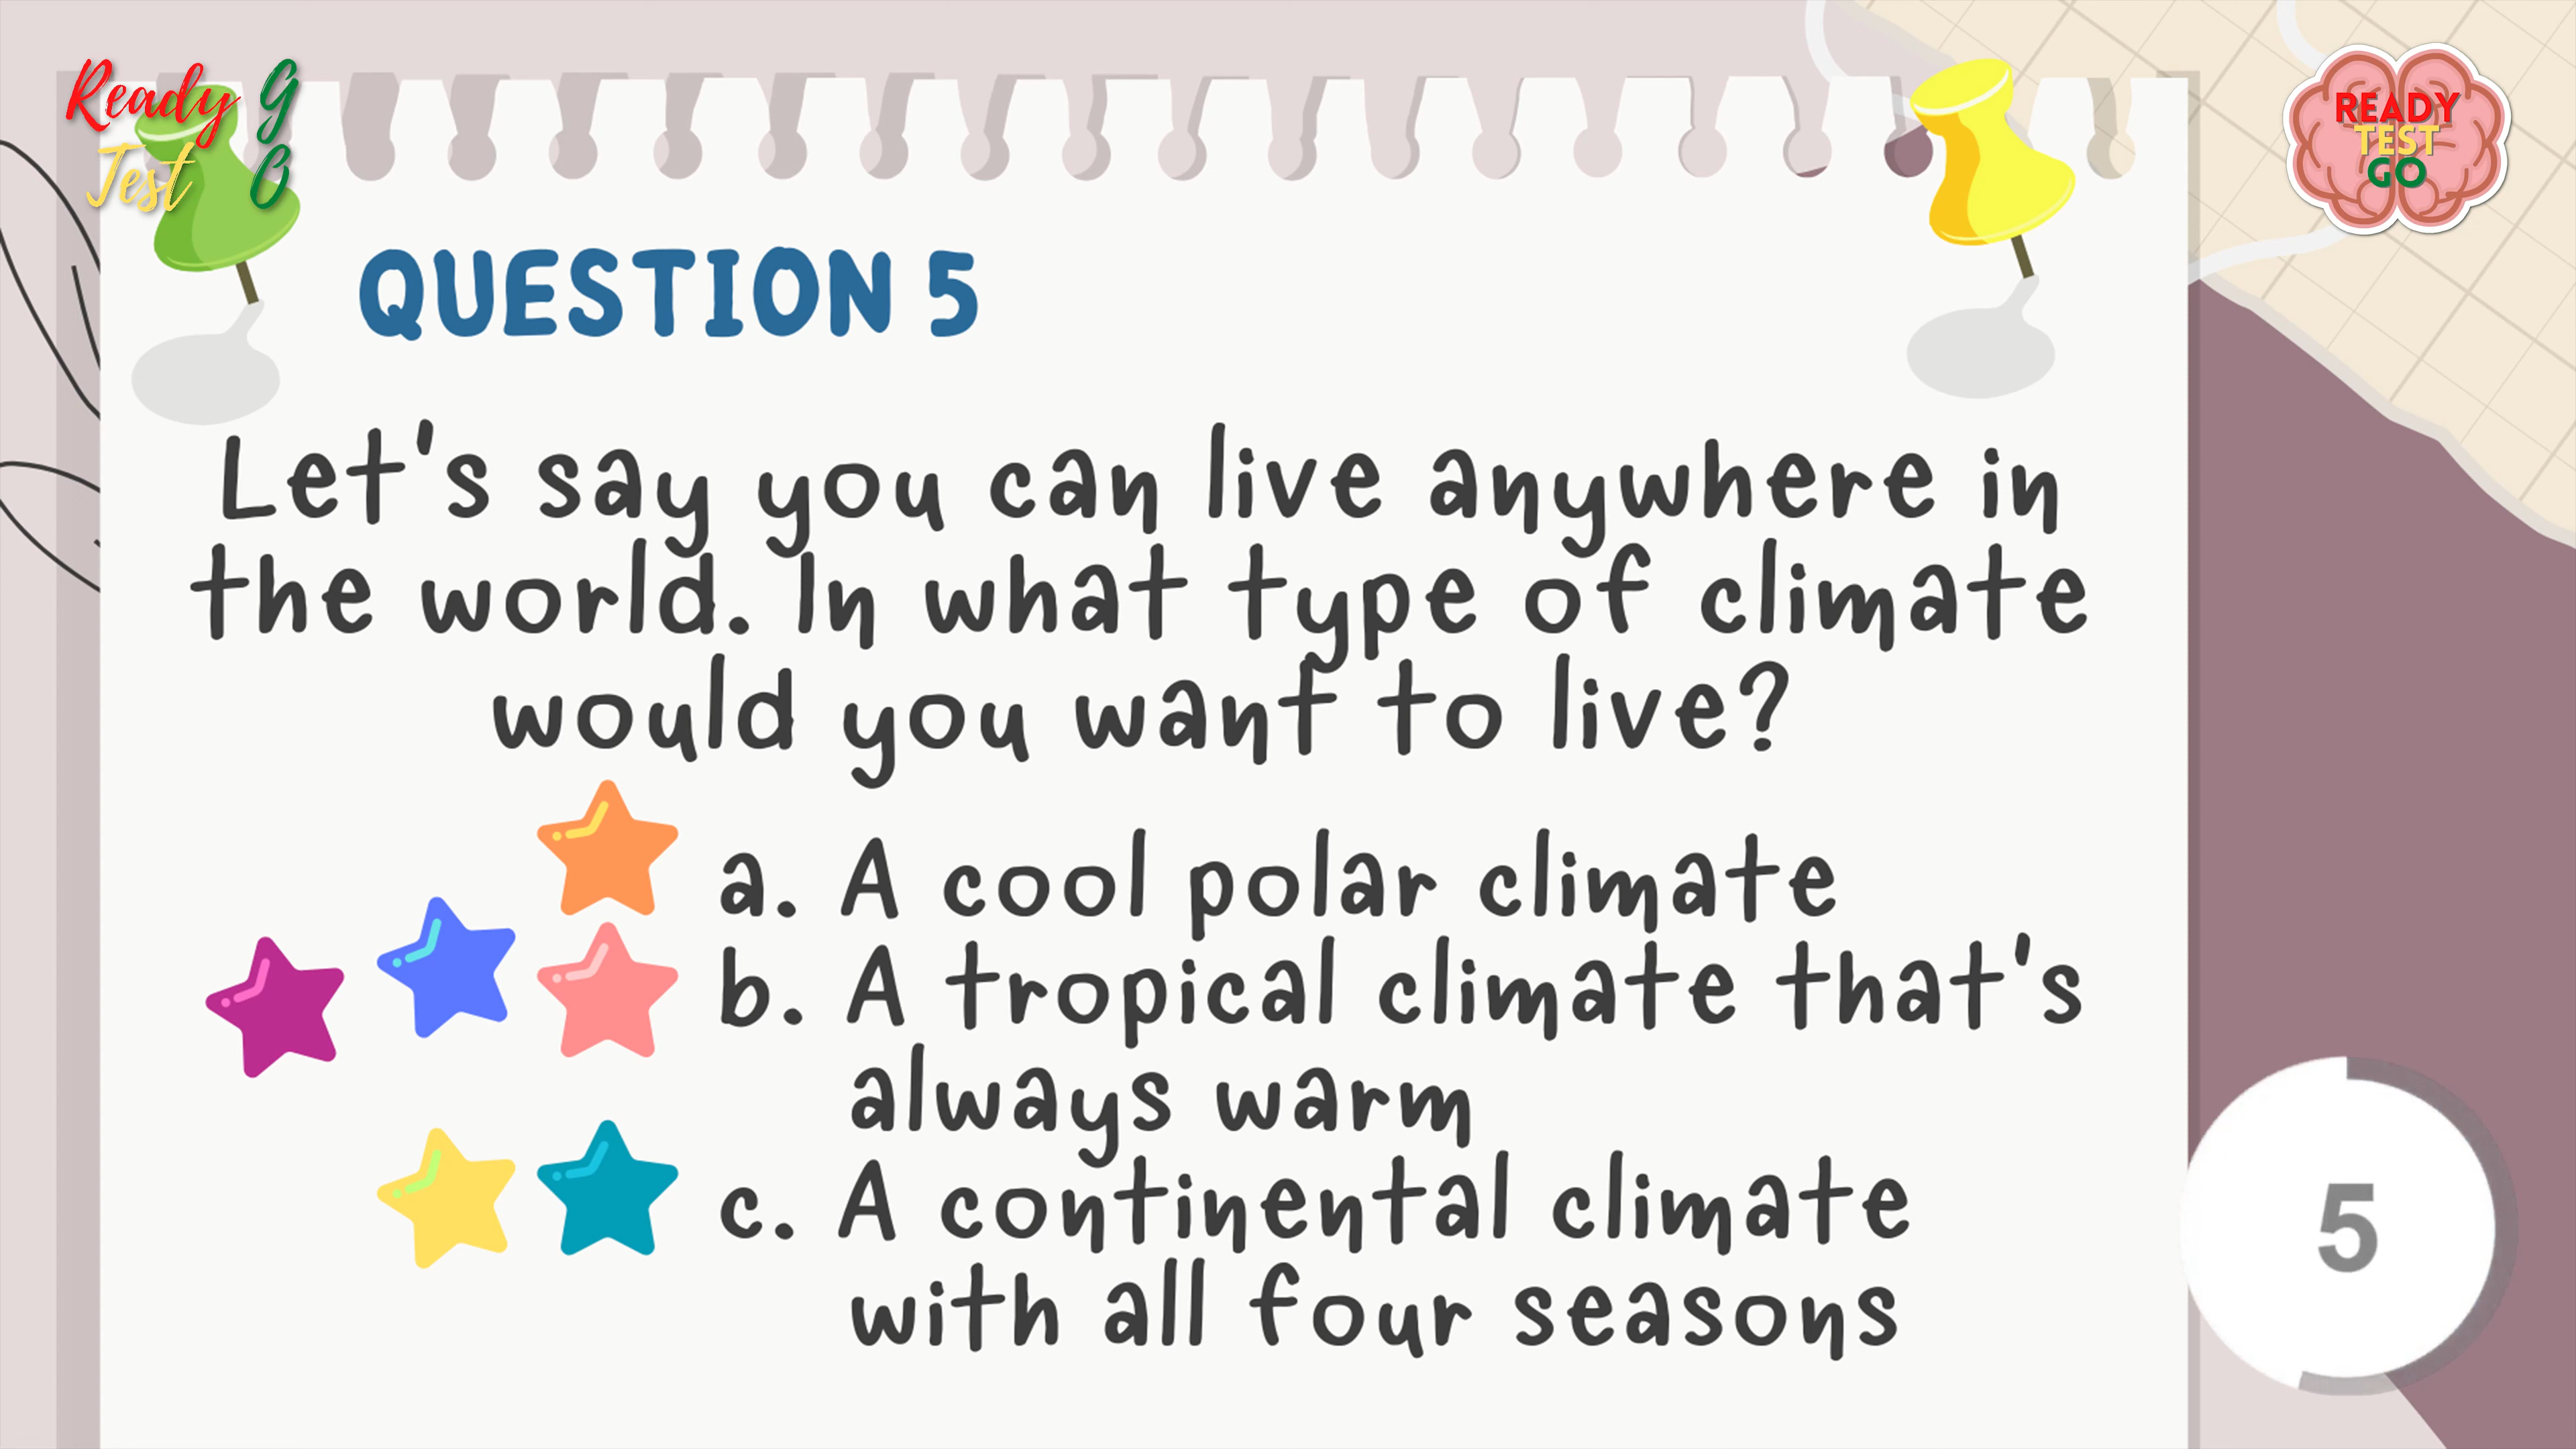 Ready G
Test O
READY
TEST
GO
QUESTION 5
Let's say you can live anywhere in
the world. In what type of climate
would you want to live?
a. A cool polar climate
b. A tropical climate that's
always warm
c. A continental climate
with all four seasons
5